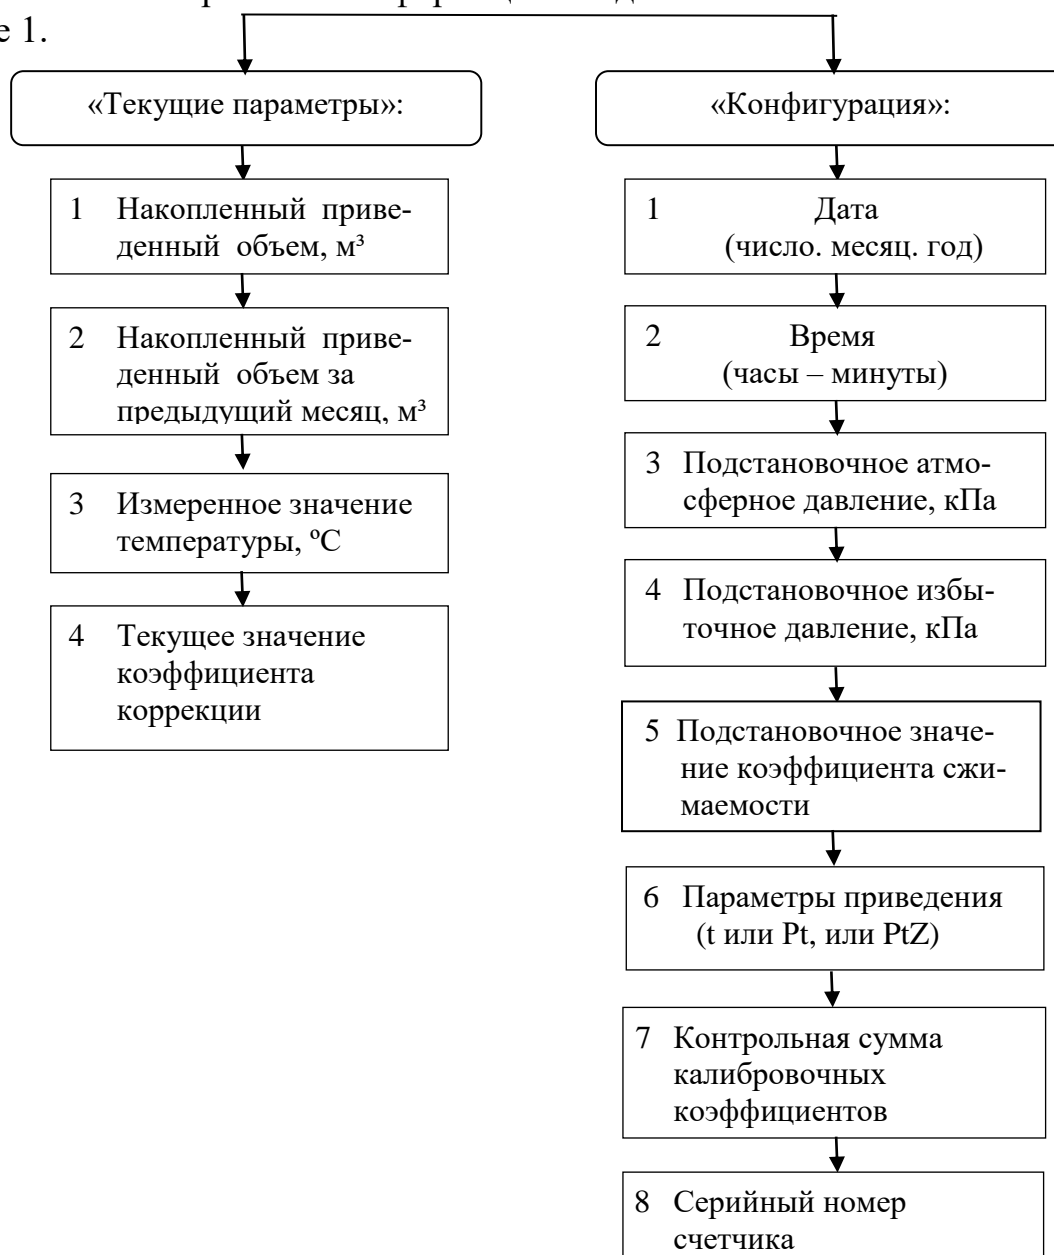 е 1.
«Текущие параметры»:
1 Накопленный приве-
денный объем, м³
2 Накопленный приве-
денный объем за
предыдущий месяц, м³
3 Измеренное значение
температуры, ºС
4 Текущее значение
коэффициента
коррекции
«Конфигурация»:
1 Дата
(число. месяц. год)
2 Время
(часы – минуты)
3 Подстановочное атмо-
сферное давление, кПа
4 Подстановочное избы-
точное давление, кПа
5 Подстановочное значе-
ние коэффициента сжи-
маемости
6 Параметры приведения
(t или Pt, или PtZ)
7 Контрольная сумма
калибровочных
коэффициентов
8 Серийный номер
счетчика